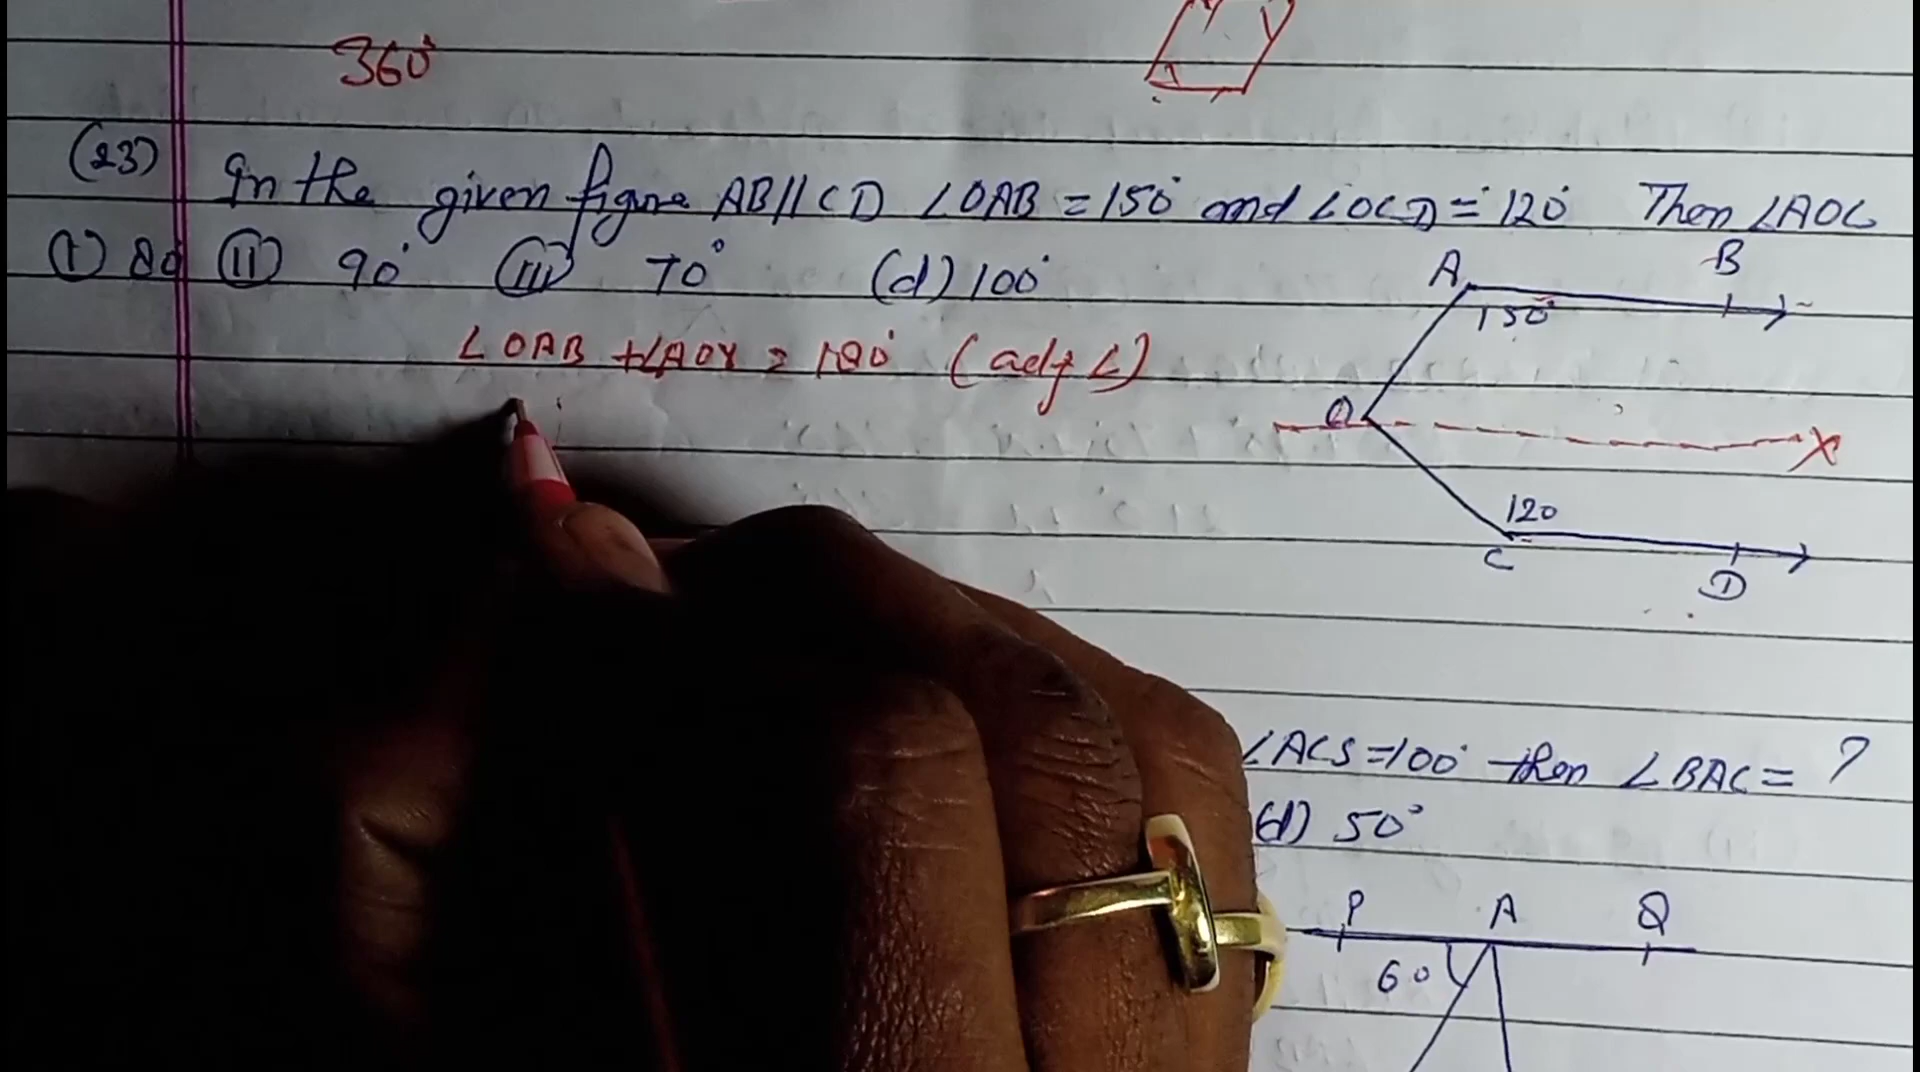 360°
(23) In the given figure AB//CD ∠OAB = 150° and ∠OCD = 120° Then ∠AOC
(I) 80 (II) 90° (III) 70° (d) 100°
A B
150°
∠OAB + ∠AOX = 180° (adj ∠)
O X
120
C D
∠ACS = 100° then ∠BAC = ?
(d) 50°
P A Q
60